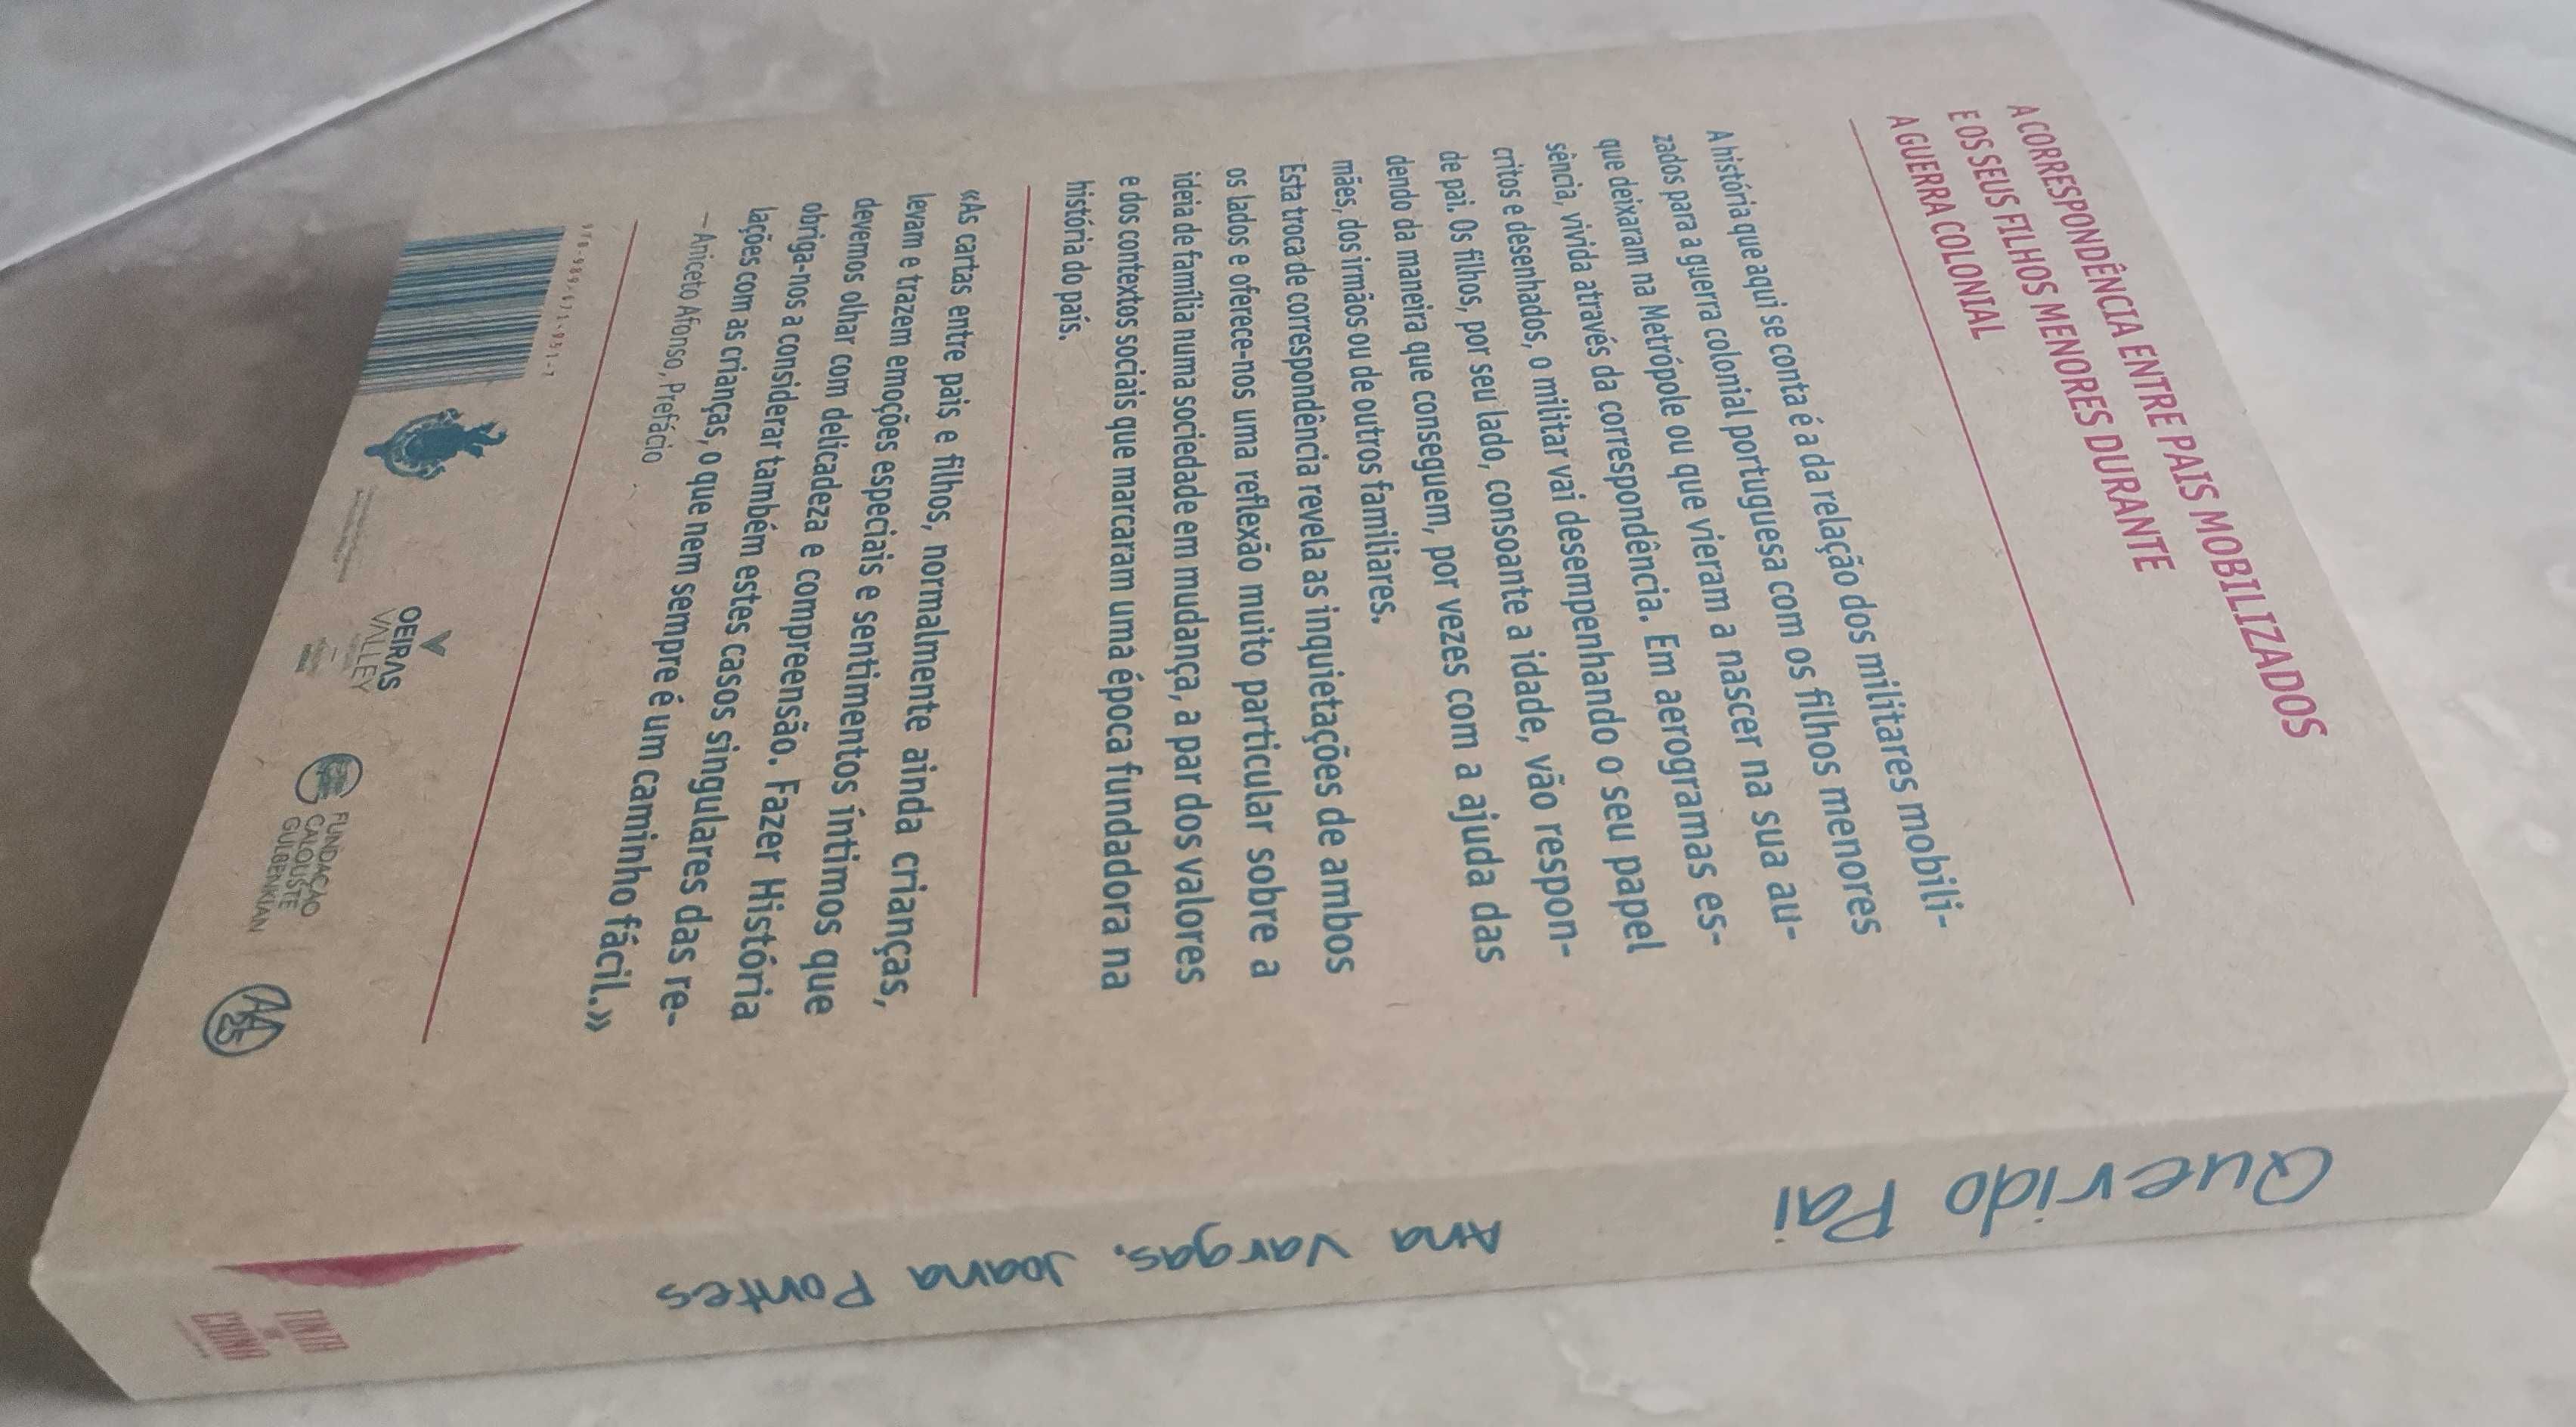 A CORRESPONDÊNCIA ENTRE PAIS MOBILIZADOS
E OS SEUS FILHOS MENORES DURANTE
A GUERRA COLONIAL
A história que aqui se conta é a da relação dos militares mobili-
zados para a guerra colonial portuguesa com os filhos menores
que deixaram na Metrópole ou que vieram a nascer na sua au-
sência, vivida através da correspondência. Em aerogramas es-
critos e desenhados, o militar vai desempenhando o seu papel
de pai. Os filhos, por seu lado, consoante a idade, vão respon-
dendo da maneira que conseguem, por vezes com a ajuda das
mães, dos irmãos ou de outros familiares.
Esta troca de correspondência revela as inquietações de ambos
os lados e oferece-nos uma reflexão muito particular sobre a
ideia de família numa sociedade em mudança, a par dos valores
e dos contextos sociais que marcaram uma época fundadora na
história do país.
«As cartas entre pais e filhos, normalmente ainda crianças,
levam e trazem emoções especiais e sentimentos íntimos que
devemos olhar com delicadeza e compreensão. Fazer História
obriga-nos a considerar também estes casos singulares das re-
lações com as crianças, o que nem sempre é um caminho fácil.»
– Aniceto Afonso, Prefácio
978-989-671-951-7
OEIRAS
VALLEY
FUNDAÇÃO
CALOUSTE
GULBENKIAN
25
Querido Pai
Ana Vargas, Joana Pontes
TINTA
DA
CHINA